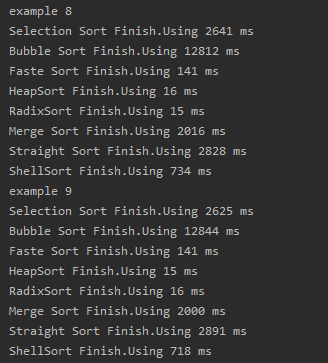 example 8
Selection Sort Finish.Using 2641 ms
Bubble Sort Finish.Using 12812 ms
Faste Sort Finish.Using 141 ms
HeapSort Finish.Using 16 ms
RadixSort Finish.Using 15 ms
Merge Sort Finish.Using 2016 ms
Straight Sort Finish.Using 2828 ms
ShellSort Finish.Using 734 ms
example 9
Selection Sort Finish.Using 2625 ms
Bubble Sort Finish.Using 12844 ms
Faste Sort Finish.Using 141 ms
HeapSort Finish.Using 15 ms
RadixSort Finish.Using 16 ms
Merge Sort Finish.Using 2000 ms
Straight Sort Finish.Using 2891 ms
ShellSort Finish.Using 718 ms